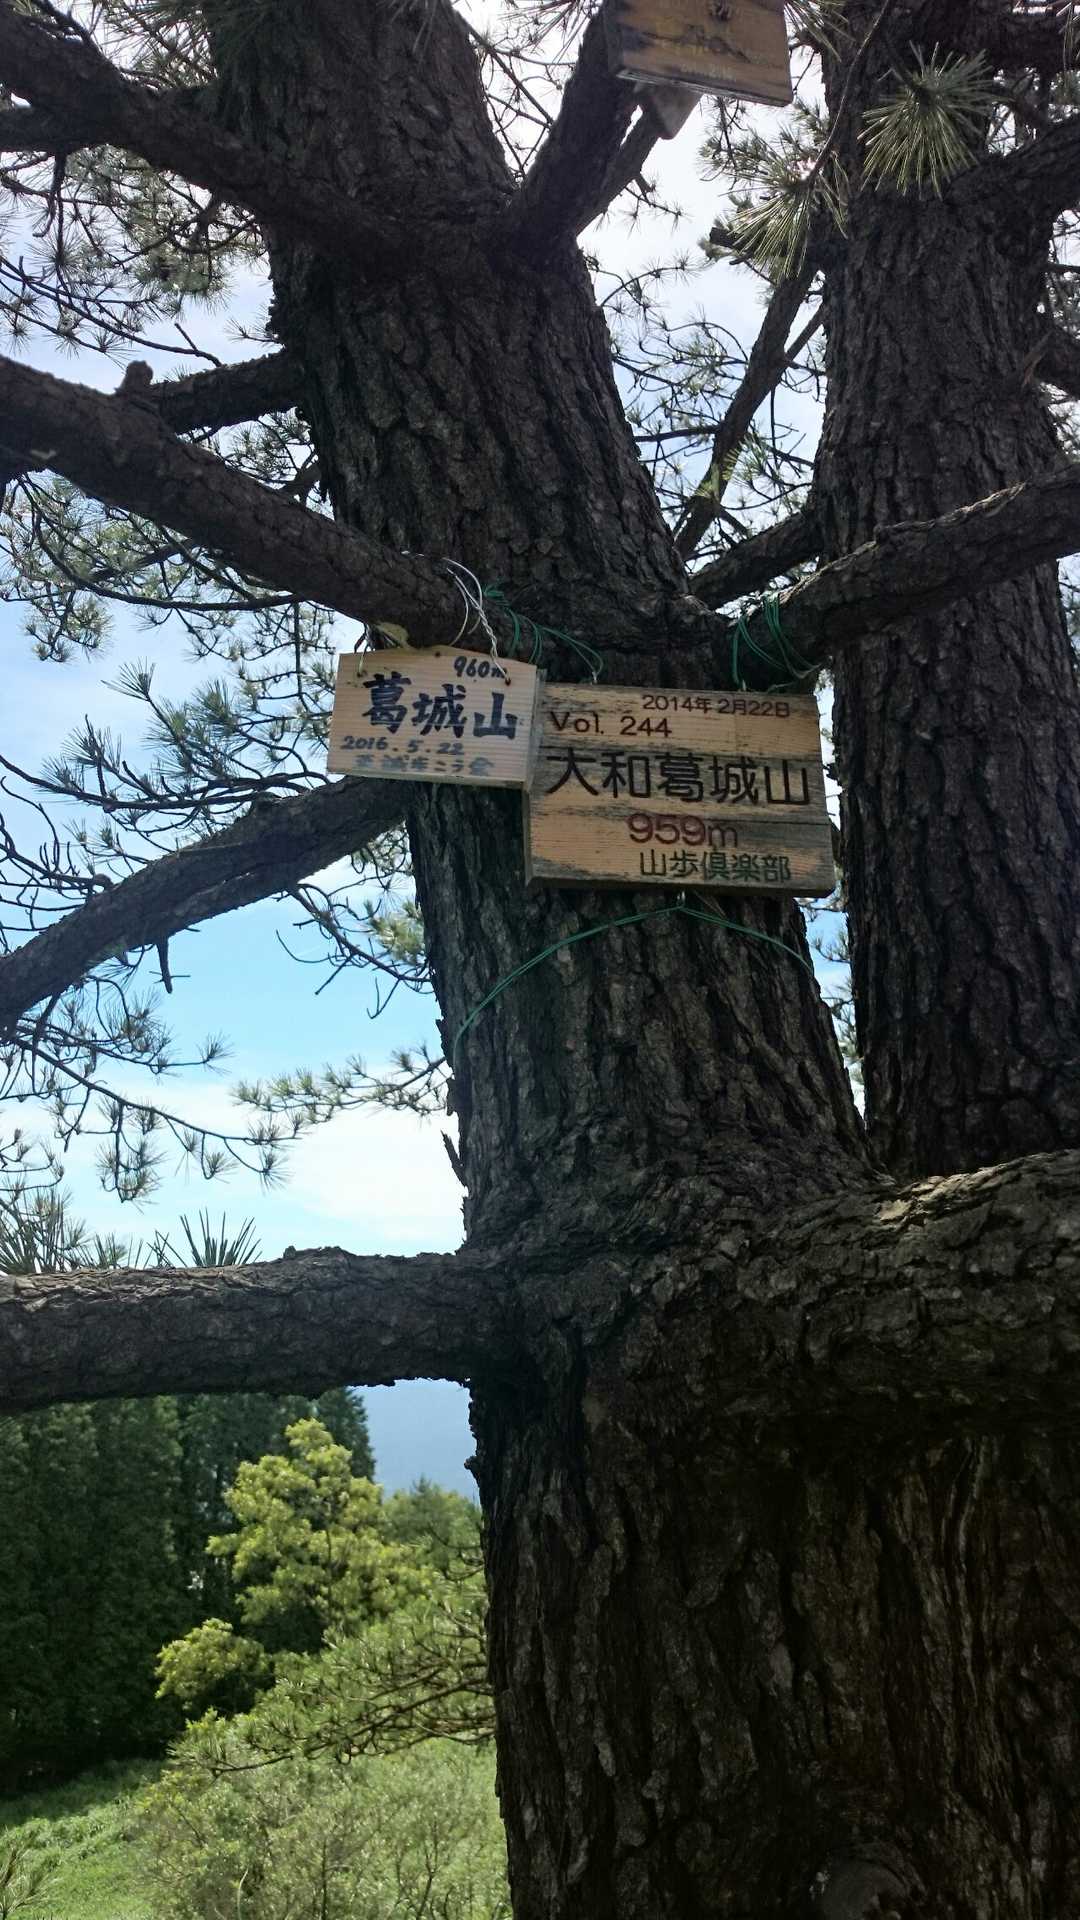 960m
葛城山
2016.5.22
2014年2月22日
Vol. 244
大和葛城山
959m
山歩倶楽部